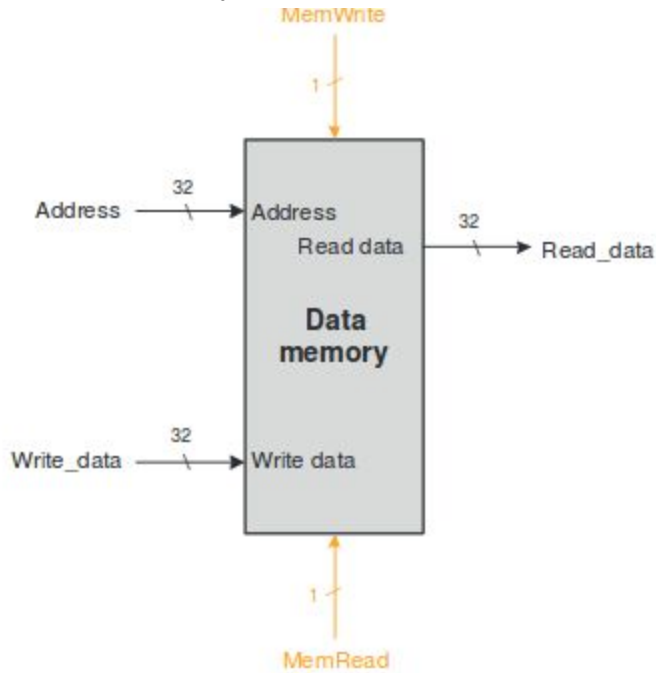 MemWrite
1
32
Address
Address
32
Read data
Read_data
Data
memory
32
Write_data
Write data
1
MemRead